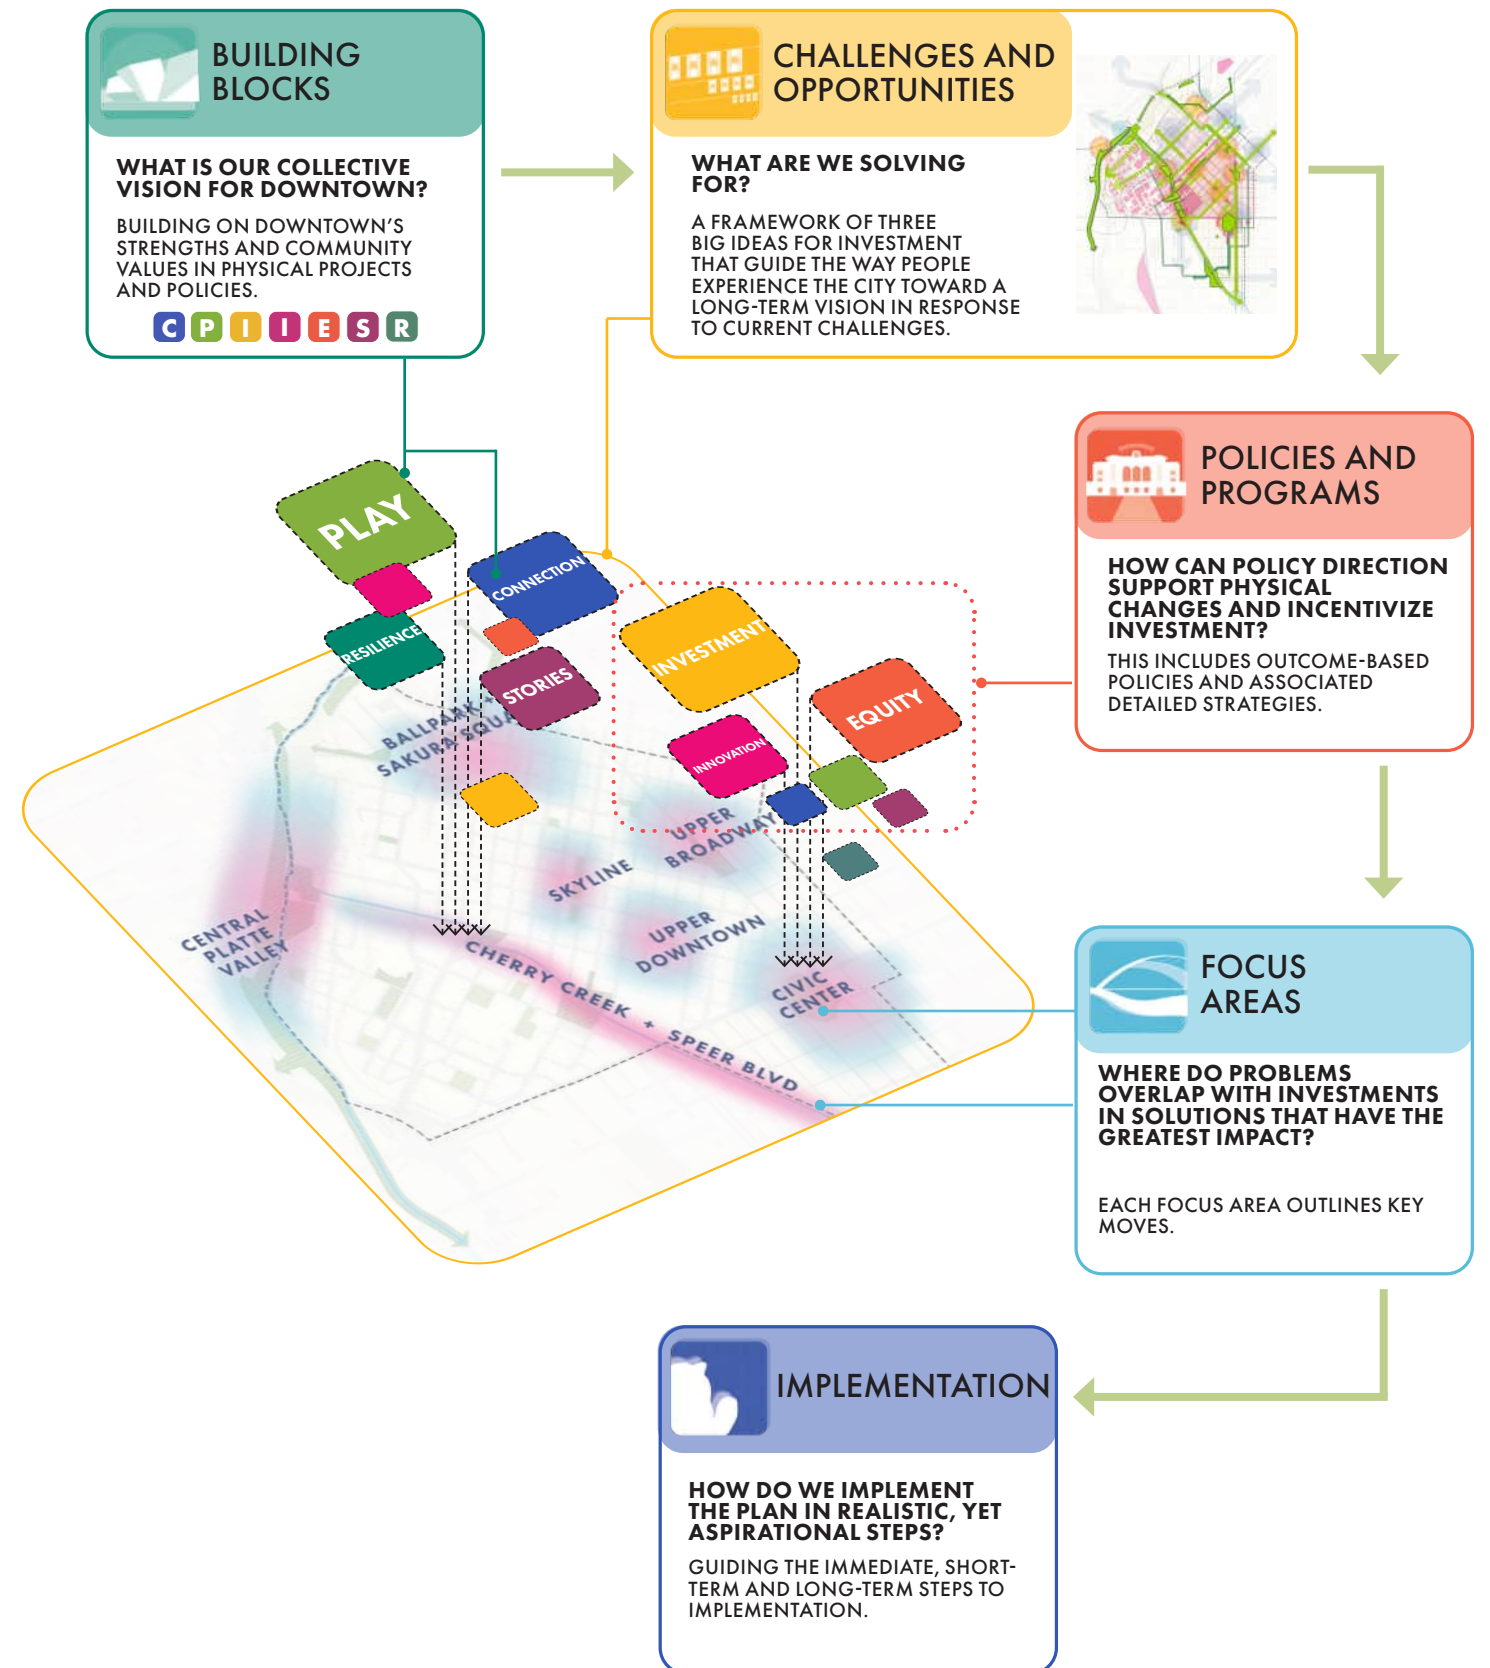 BUILDING
BLOCKS
WHAT IS OUR COLLECTIVE
VISION FOR DOWNTOWN?
BUILDING ON DOWNTOWN'S
STRENGTHS AND COMMUNITY
VALUES IN PHYSICAL PROJECTS
AND POLICIES.
C P I I E S R
CHALLENGES AND
OPPORTUNITIES
WHAT ARE WE SOLVING
FOR?
A FRAMEWORK OF THREE
BIG IDEAS FOR INVESTMENT
THAT GUIDE THE WAY PEOPLE
EXPERIENCE THE CITY TOWARD A
LONG-TERM VISION IN RESPONSE
TO CURRENT CHALLENGES.
POLICIES AND
PROGRAMS
HOW CAN POLICY DIRECTION
SUPPORT PHYSICAL
CHANGES AND INCENTIVIZE
INVESTMENT?
THIS INCLUDES OUTCOME-BASED
POLICIES AND ASSOCIATED
DETAILED STRATEGIES.
PLAY
CONNECTION
RESILIENCE
STORIES
INVESTMENT
EQUITY
INNOVATION
BALLPARK +
SAKURA SQUA
UPPER
BROADWAY
SKYLINE
UPPER
DOWNTOWN
CENTRAL
PLATTE
VALLEY
CHERRY CREEK + SPEER BLVD
CIVIC
CENTER
FOCUS
AREAS
WHERE DO PROBLEMS
OVERLAP WITH INVESTMENTS
IN SOLUTIONS THAT HAVE THE
GREATEST IMPACT?
EACH FOCUS AREA OUTLINES KEY
MOVES.
IMPLEMENTATION
HOW DO WE IMPLEMENT
THE PLAN IN REALISTIC, YET
ASPIRATIONAL STEPS?
GUIDING THE IMMEDIATE, SHORT-
TERM AND LONG-TERM STEPS TO
IMPLEMENTATION.